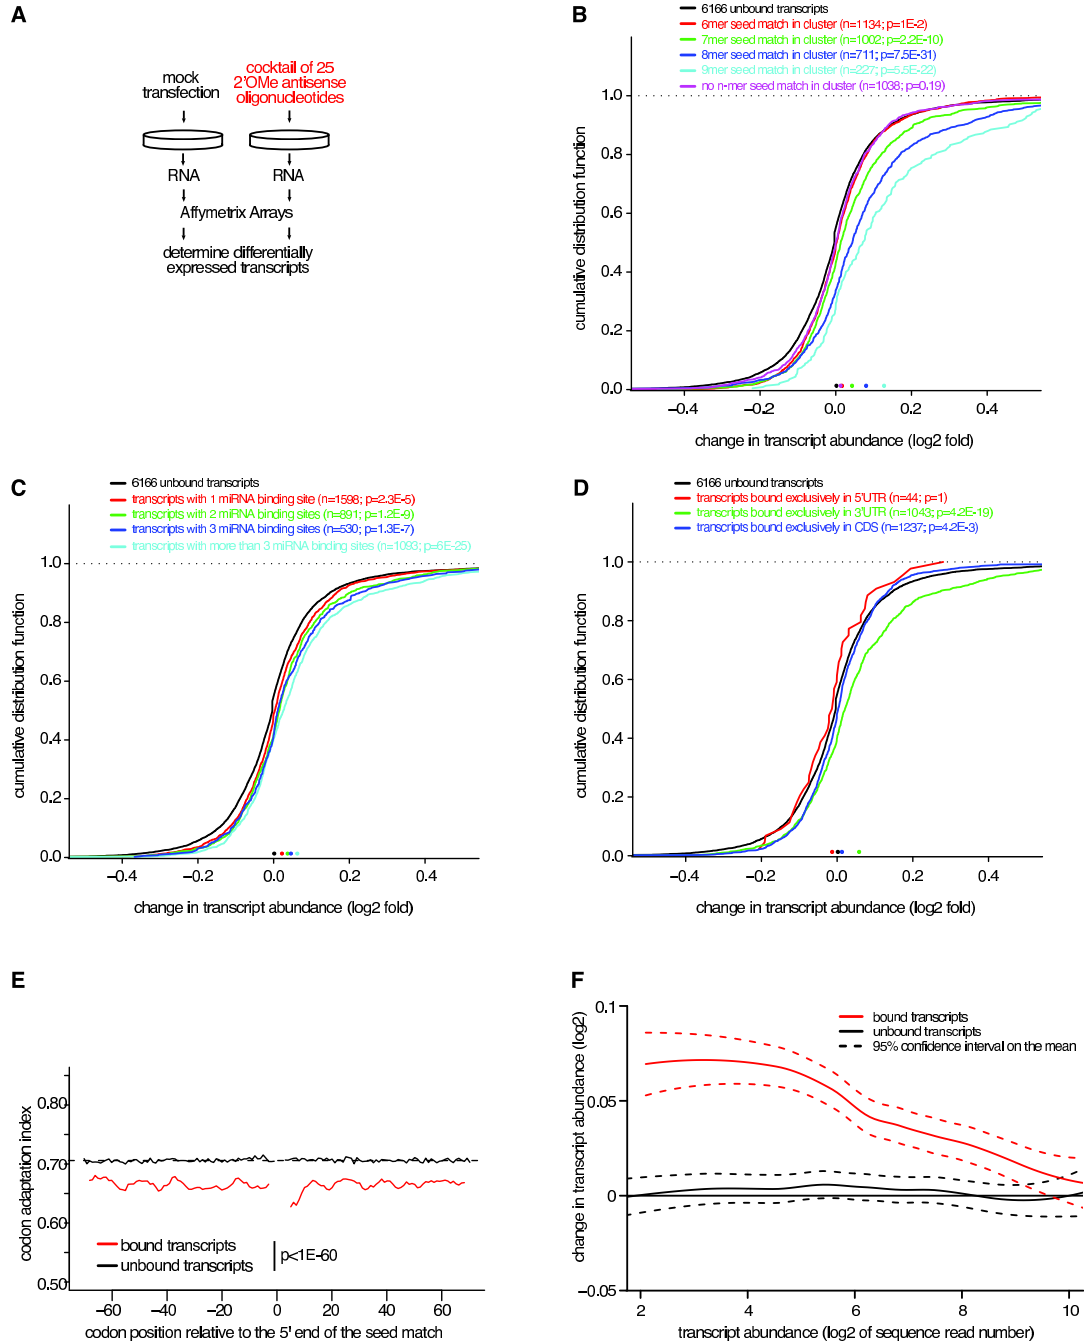 A
mock
transfection
cocktail of 25
2'OMe antisense
oligonucleotides
RNA
RNA
Affymetrix Arrays
determine differentially
expressed transcripts
B
6166 unbound transcripts
6mer seed match in cluster (n=1134; p=1E-2)
7mer seed match in cluster (n=1002; p=2.2E-10)
8mer seed match in cluster (n=711; p=7.5E-31)
9mer seed match in cluster (n=227; p=5.5E-22)
no n-mer seed match in cluster (n=1038; p=0.19)
cumulative distribution function
1.0
0.8
0.6
0.4
0.2
0.0
−0.4
−0.2
0.0
0.2
0.4
change in transcript abundance (log2 fold)
C
6166 unbound transcripts
transcripts with 1 miRNA binding site (n=1598; p=2.3E-5)
transcripts with 2 miRNA binding sites (n=891; p=1.2E-9)
transcripts with 3 miRNA binding sites (n=530; p=1.3E-7)
transcripts with more than 3 miRNA binding sites (n=1093; p=6E-25)
cumulative distribution function
1.0
0.8
0.6
0.4
0.2
0.0
−0.4
−0.2
0.0
0.2
0.4
change in transcript abundance (log2 fold)
D
6166 unbound transcripts
transcripts bound exclusively in 5'UTR (n=44; p=1)
transcripts bound exclusively in 3'UTR (n=1043; p=4.2E-19)
transcripts bound exclusively in CDS (n=1237; p=4.2E-3)
cumulative distribution function
1.0
0.8
0.6
0.4
0.2
0.0
−0.4
−0.2
0.0
0.2
0.4
change in transcript abundance (log2 fold)
E
codon adaptation index
0.80
0.70
0.60
0.50
bound transcripts
unbound transcripts
p<1E-60
−60
−40
−20
0
20
40
60
codon position relative to the 5' end of the seed match
F
change in transcript abundance (log2)
0.1
0.05
0
−0.05
bound transcripts
unbound transcripts
95% confidence interval on the mean
2
4
6
8
10
transcript abundance (log2 of sequence read number)